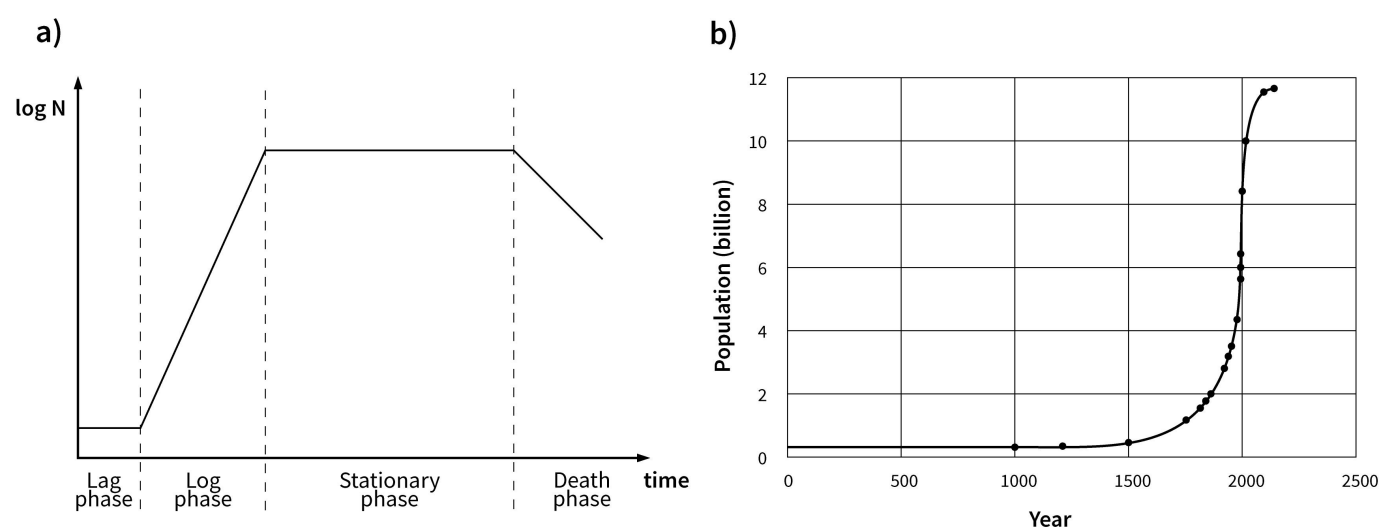 a)
log N
Lag
phase
Log
phase
Stationary
phase
Death
phase
time
b)
Population (billion)
12
10
8
6
4
2
0
0 500 1000 1500 2000 2500
Year